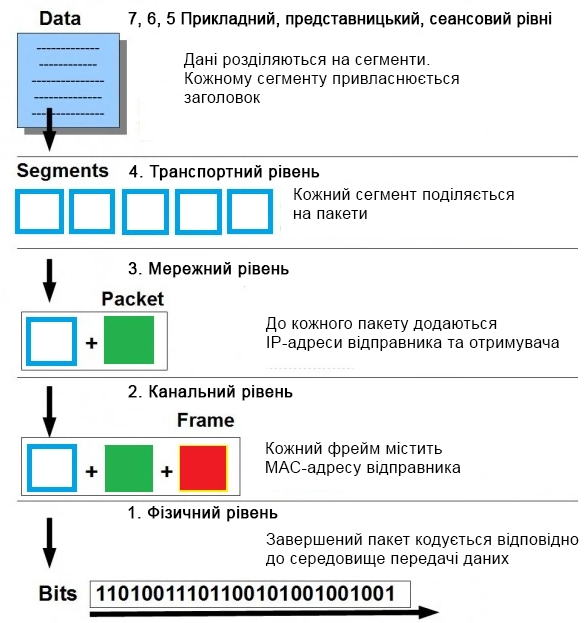 Data
7, 6, 5 Прикладний, представницький, сеансовий рівні
Дані розділяються на сегменти.
Кожному сегменту привласнюється
заголовок
Segments
4. Транспортний рівень
Кожний сегмент поділяється
на пакети
3. Мережний рівень
Packet
+
До кожного пакету додаються
IP-адреси відправника та отримувача
2. Канальний рівень
Frame
+ +
Кожний фрейм містить
MAC-адресу відправника
1. Фізичний рівень
Завершений пакет кодується відповідно
до середовище передачі даних
Bits
110100111011001010010010​01